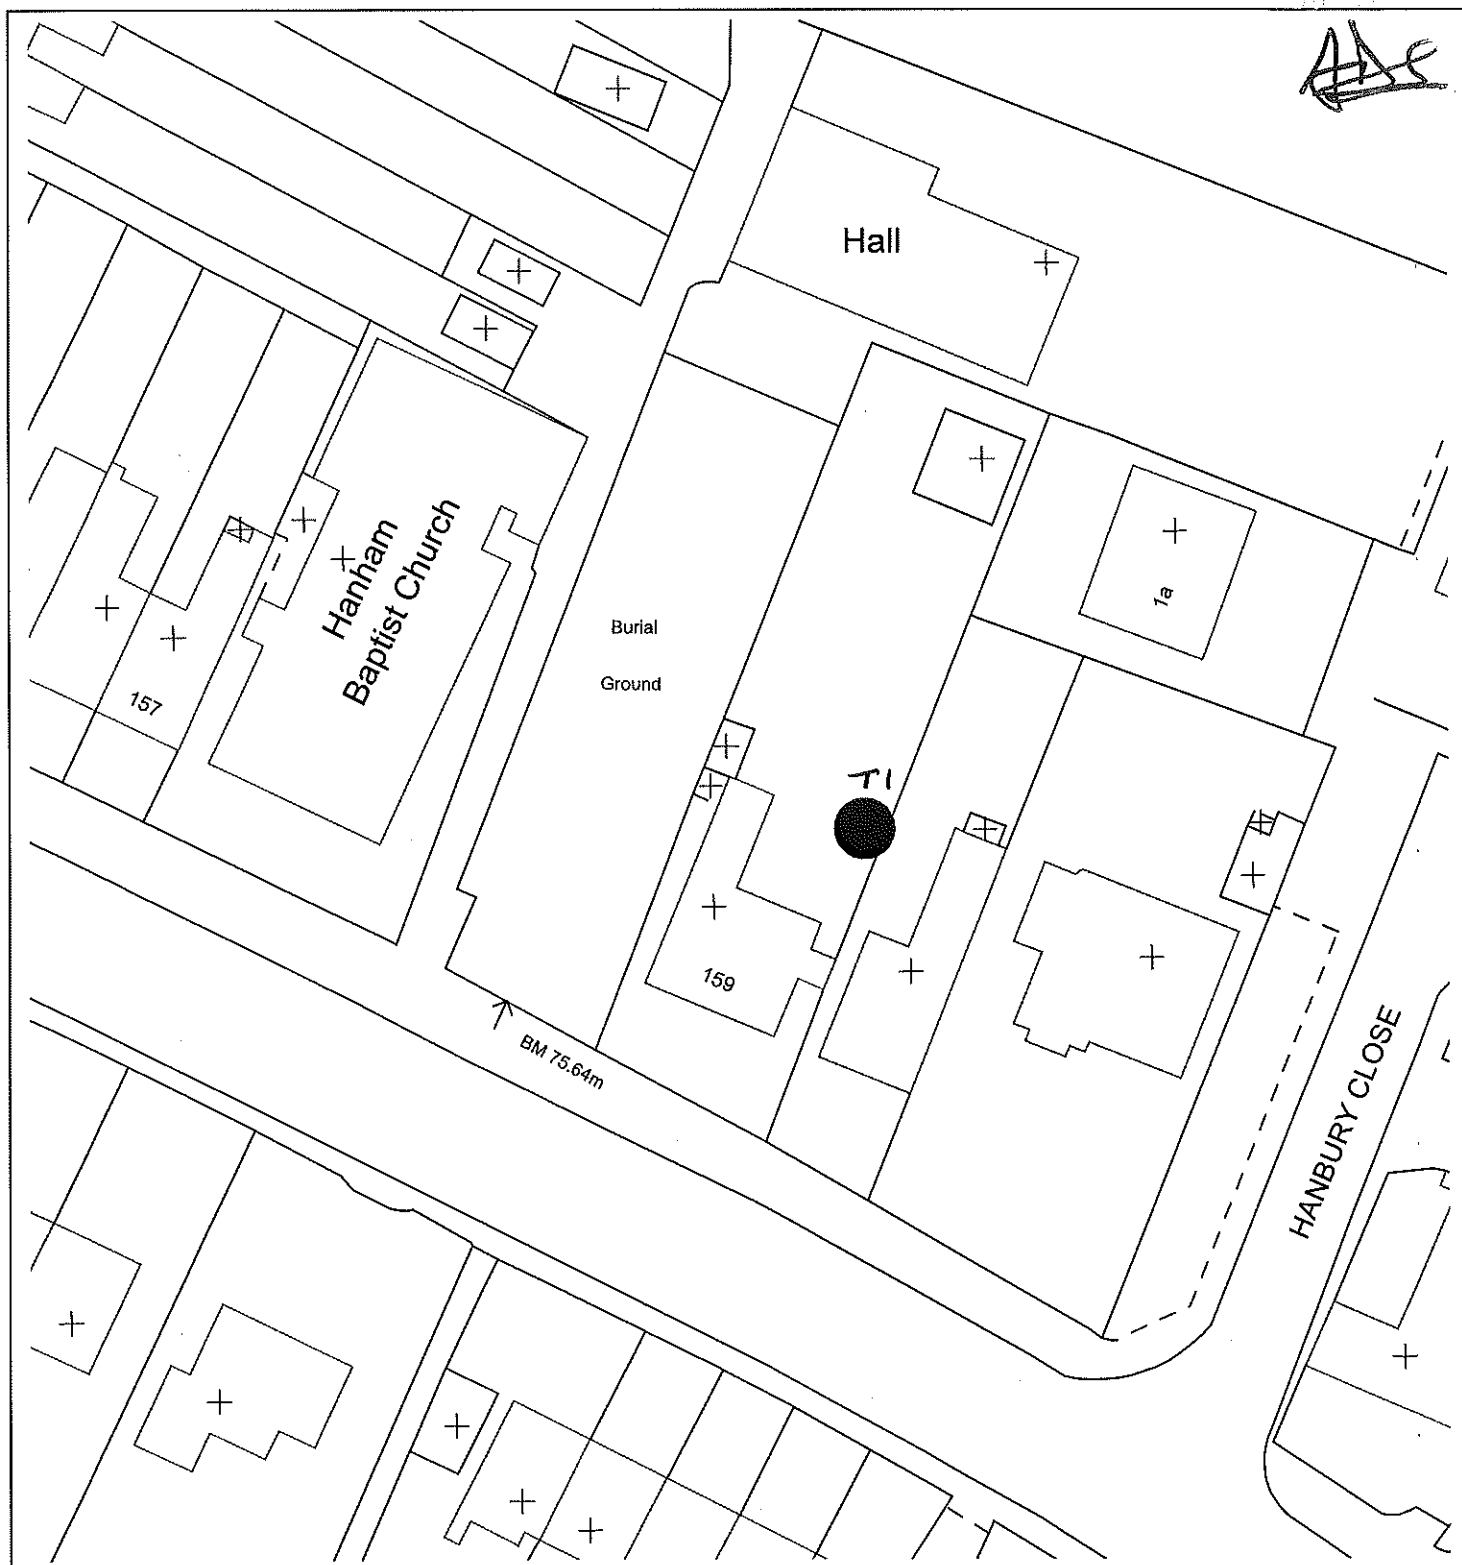 Hall
Hanham
Baptist Church
1a
Burial
Ground
157
T1
159
BM 75.64m
HANBURY CLOSE